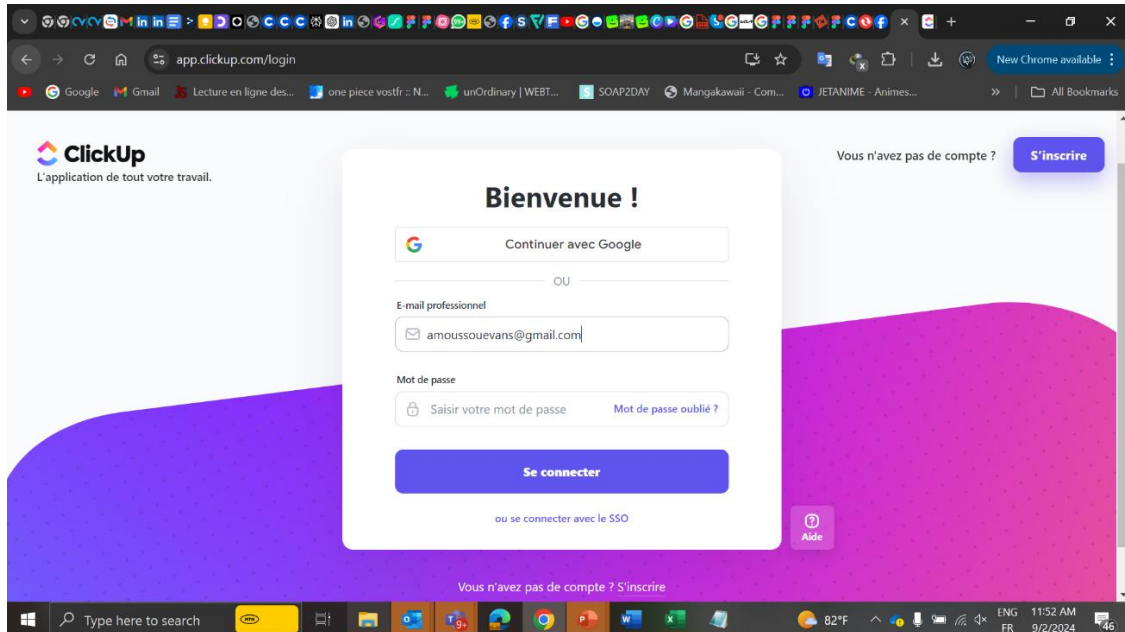 app.clickup.com/login
New Chrome available
Google
Gmail
Lecture en ligne des...
one piece vostfr :: N...
unOrdinary | WEBT...
SOAP2DAY
Mangakawaii - Com...
JETANIME - Animes...
»
All Bookmarks
ClickUp
L'application de tout votre travail.
Vous n'avez pas de compte ?
S'inscrire
Bienvenue !
Continuer avec Google
OU
E-mail professionnel
amoussouevans@gmail.com
Mot de passe
Saisir votre mot de passe
Mot de passe oublié ?
Se connecter
ou se connecter avec le SSO
Aide
Vous n'avez pas de compte ? S'inscrire
Type here to search
82°F
ENG
FR
11:52 AM
9/2/2024
46